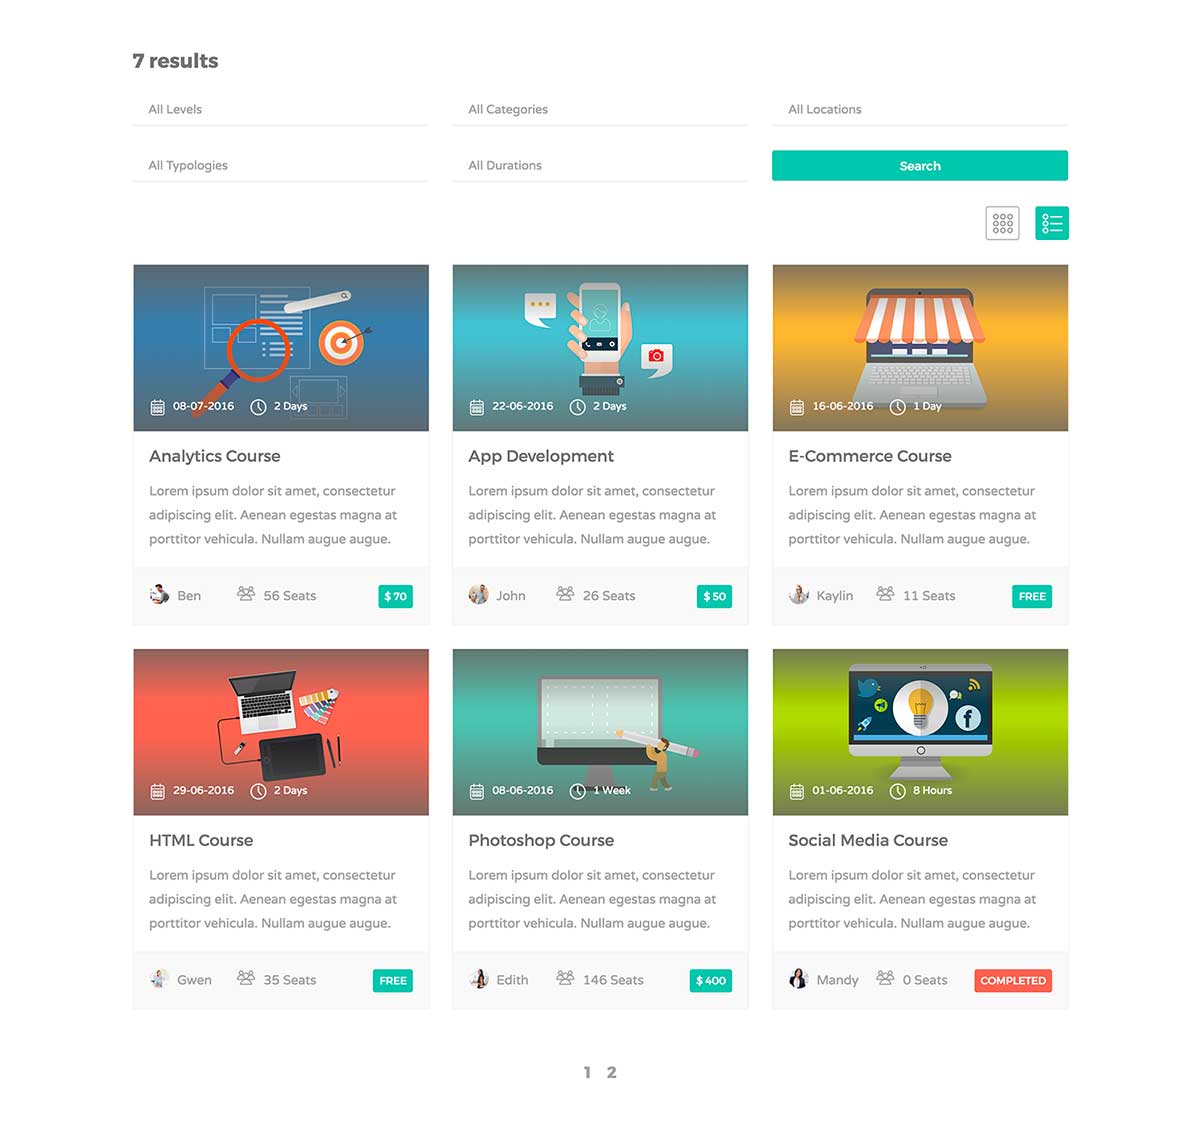 7 results
All Levels
All Categories
All Locations
All Typologies
All Durations
Search
08-07-2016 2 Days
Analytics Course
Lorem ipsum dolor sit amet, consectetur
adipiscing elit. Aenean egestas magna at
porttitor vehicula. Nullam augue augue.
Ben 56 Seats $ 70
22-06-2016 2 Days
App Development
Lorem ipsum dolor sit amet, consectetur
adipiscing elit. Aenean egestas magna at
porttitor vehicula. Nullam augue augue.
John 26 Seats $ 50
16-06-2016 1 Day
E-Commerce Course
Lorem ipsum dolor sit amet, consectetur
adipiscing elit. Aenean egestas magna at
porttitor vehicula. Nullam augue augue.
Kaylin 11 Seats FREE
29-06-2016 2 Days
HTML Course
Lorem ipsum dolor sit amet, consectetur
adipiscing elit. Aenean egestas magna at
porttitor vehicula. Nullam augue augue.
Gwen 35 Seats FREE
08-06-2016 1 Week
Photoshop Course
Lorem ipsum dolor sit amet, consectetur
adipiscing elit. Aenean egestas magna at
porttitor vehicula. Nullam augue augue.
Edith 146 Seats $ 400
01-06-2016 8 Hours
Social Media Course
Lorem ipsum dolor sit amet, consectetur
adipiscing elit. Aenean egestas magna at
porttitor vehicula. Nullam augue augue.
Mandy 0 Seats COMPLETED
1 2